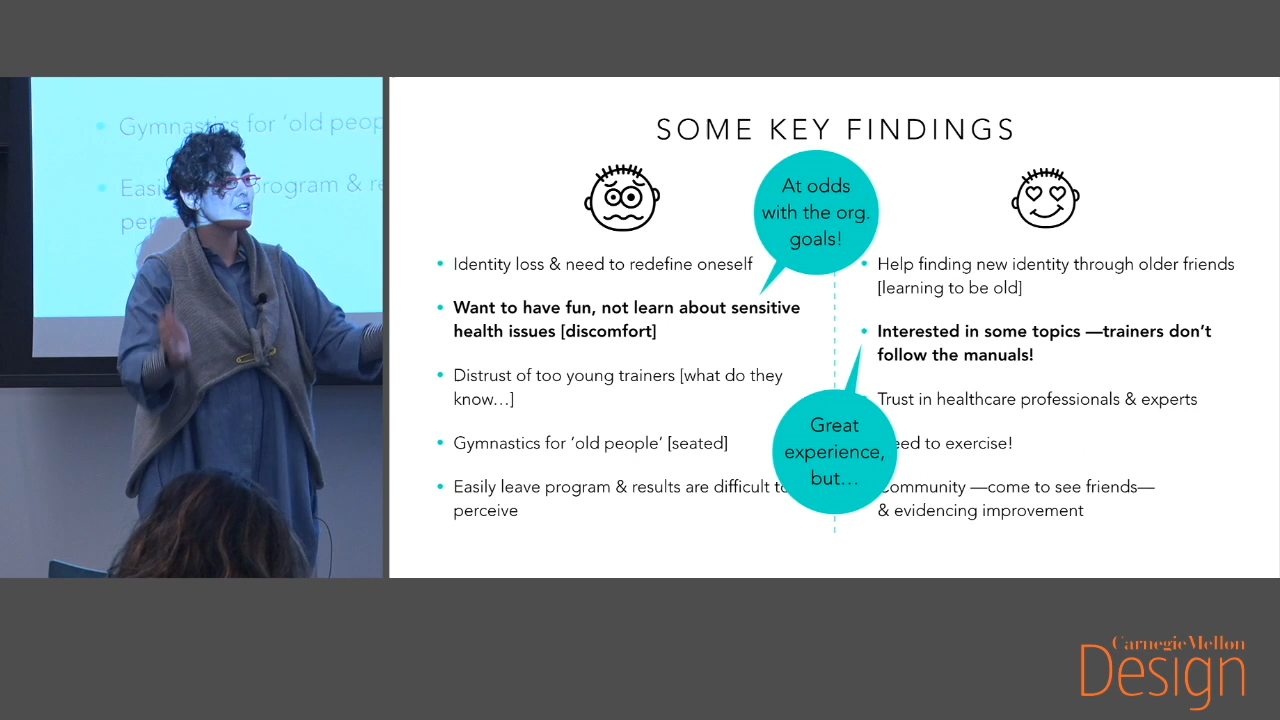 Gymnastics for 'old peop
Easi program & re
per
SOME KEY FINDINGS
At odds
with the org.
goals!
• Identity loss & need to redefine oneself
• Want to have fun, not learn about sensitive
health issues [discomfort]
• Distrust of too young trainers [what do they
know…]
• Gymnastics for 'old people' [seated]
• Easily leave program & results are difficult to
perceive
• Help finding new identity through older friends
[learning to be old]
• Interested in some topics —trainers don't
follow the manuals!
Trust in healthcare professionals & experts
eed to exercise!
Community —come to see friends—
& evidencing improvement
Great
experience,
but…
Carnegie Mellon
Design